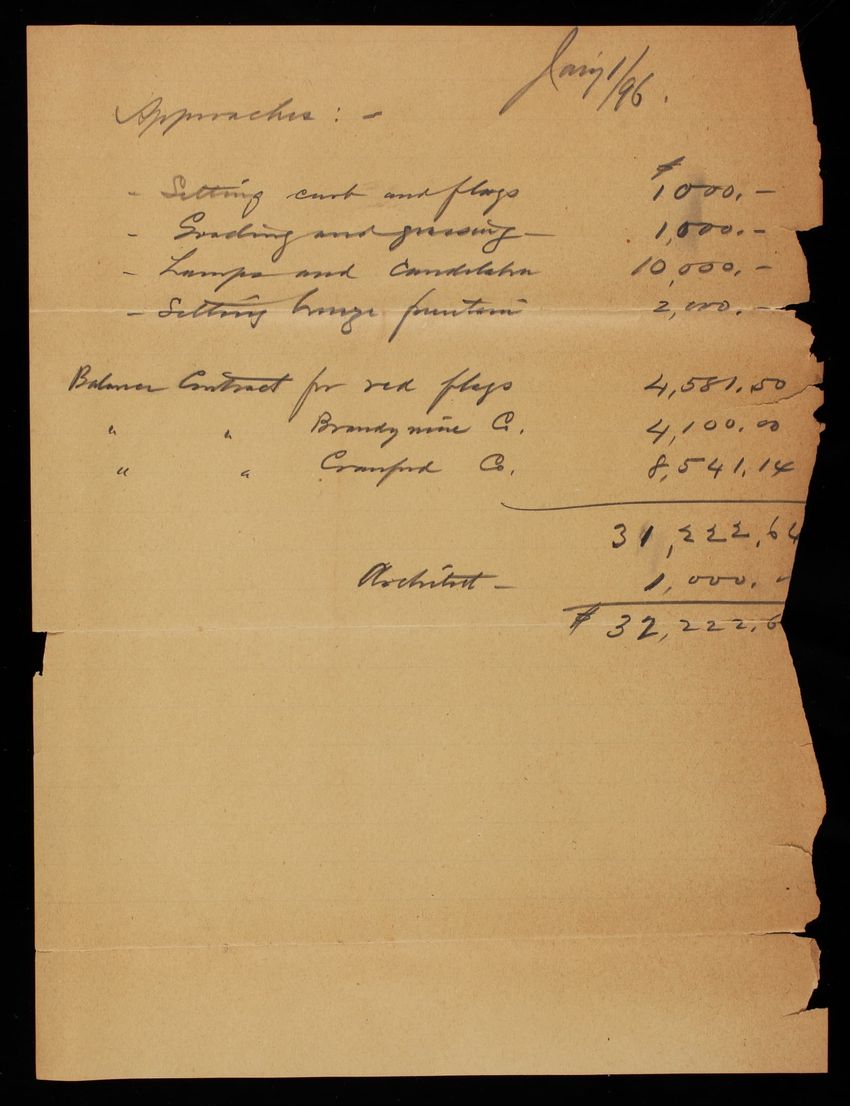 Jan'y 1/96.
Approaches : -
- Setting curb and flags $ 1000. -
- Grading and grassing - 1,000. -
- Lamps and Candelabra 10,000. -
- Setting bronze fountain 2,000. -
Balance Contract for red flags 4,581.50
" " Brandywine Co. 4,100.00
" " Cranford Co. 8,541.14
31,222.64
Architect - 1,000. -
$ 32,222.6